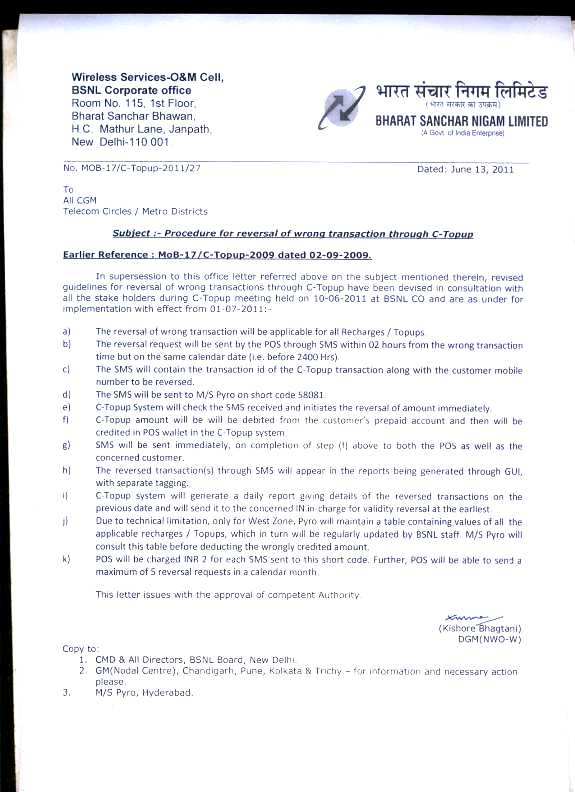 Wireless Services-O&M Cell,
BSNL Corporate office
Room No. 115, 1st Floor,
Bharat Sanchar Bhawan,
H.C. Mathur Lane, Janpath,
New Delhi-110 001.
भारत संचार निगम लिमिटेड
(भारत सरकार का उपक्रम)
BHARAT SANCHAR NIGAM LIMITED
(A Govt. of India Enterprise)
No. MOB-17/C-Topup-2011/27
Dated: June 13, 2011
To
All CGM
Telecom Circles / Metro Districts
Subject :- Procedure for reversal of wrong transaction through C-Topup
Earlier Reference : MoB-17/C-Topup-2009 dated 02-09-2009.
In supersession to this office letter referred above on the subject mentioned therein, revised
guidelines for reversal of wrong transactions through C-Topup have been devised in consultation with
all the stake holders during C-Topup meeting held on 10-06-2011 at BSNL CO and are as under for
implementation with effect from 01-07-2011:-
a) The reversal of wrong transaction will be applicable for all Recharges / Topups.
b) The reversal request will be sent by the POS through SMS within 02 hours from the wrong transaction
time but on the same calendar date (i.e. before 2400 Hrs).
c) The SMS will contain the transaction id of the C-Topup transaction along with the customer mobile
number to be reversed.
d) The SMS will be sent to M/S Pyro on short code 58081.
e) C-Topup System will check the SMS received and initiates the reversal of amount immediately.
f) C-Topup amount will be will be debited from the customer's prepaid account and then will be
credited in POS wallet in the C-Topup system.
g) SMS will be sent immediately, on completion of step (f) above to both the POS as well as the
concerned customer.
h) The reversed transaction(s) through SMS will appear in the reports being generated through GUI,
with separate tagging.
i) C-Topup system will generate a daily report giving details of the reversed transactions on the
previous date and will send it to the concerned IN in-charge for validity reversal at the earliest.
j) Due to technical limitation, only for West Zone, Pyro will maintain a table containing values of all the
applicable recharges / Topups, which in turn will be regularly updated by BSNL staff. M/S Pyro will
consult this table before deducting the wrongly credited amount.
k) POS will be charged INR 2 for each SMS sent to this short code. Further, POS will be able to send a
maximum of 5 reversal requests in a calendar month.
This letter issues with the approval of competent Authority.
(Kishore Bhagtani)
DGM(NWO-W)
Copy to:
1. CMD & All Directors, BSNL Board, New Delhi.
2. GM(Nodal Centre), Chandigarh, Pune, Kolkata & Trichy – for information and necessary action
please.
3. M/S Pyro, Hyderabad.